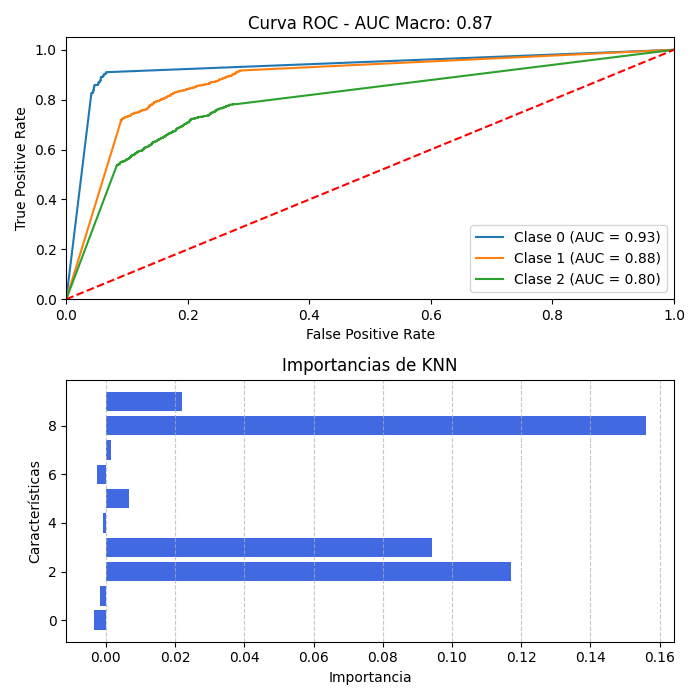 Curva ROC - AUC Macro: 0.87
1.0
0.8
0.6
0.4
0.2
0.0
True Positive Rate
Clase 0 (AUC = 0.93)
Clase 1 (AUC = 0.88)
Clase 2 (AUC = 0.80)
0.0 0.2 0.4 0.6 0.8 1.0
False Positive Rate
Importancias de KNN
8
6
4
2
0
Características
0.00 0.02 0.04 0.06 0.08 0.10 0.12 0.14 0.16
Importancia